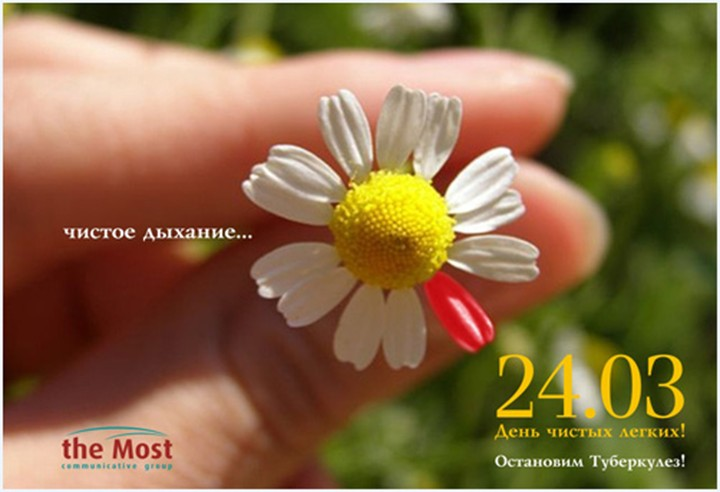 чистое дыхание...
24.03
День чистых легких!
Остановим Туберкулез!
the Most
communicative group